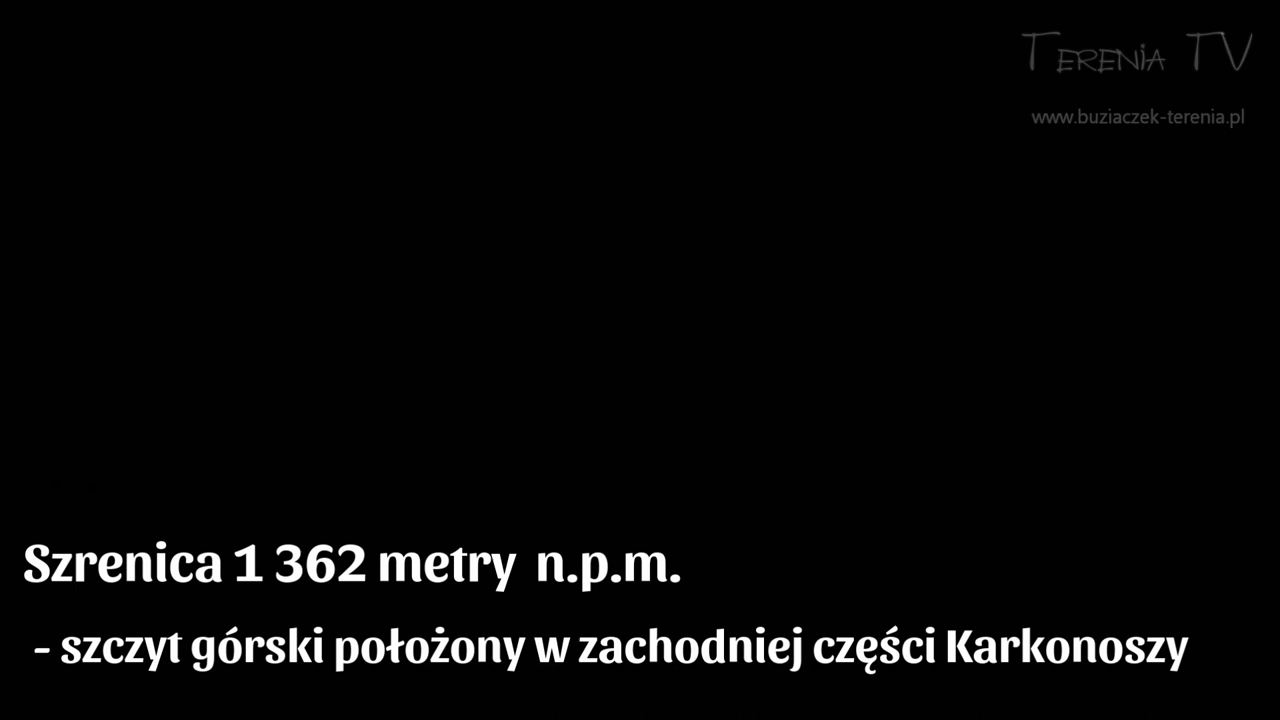 Terenia TV
www.buziaczek-terenia.pl
Szrenica 1 362 metry n.p.m.
- szczyt górski położony w zachodniej części Karkonoszy